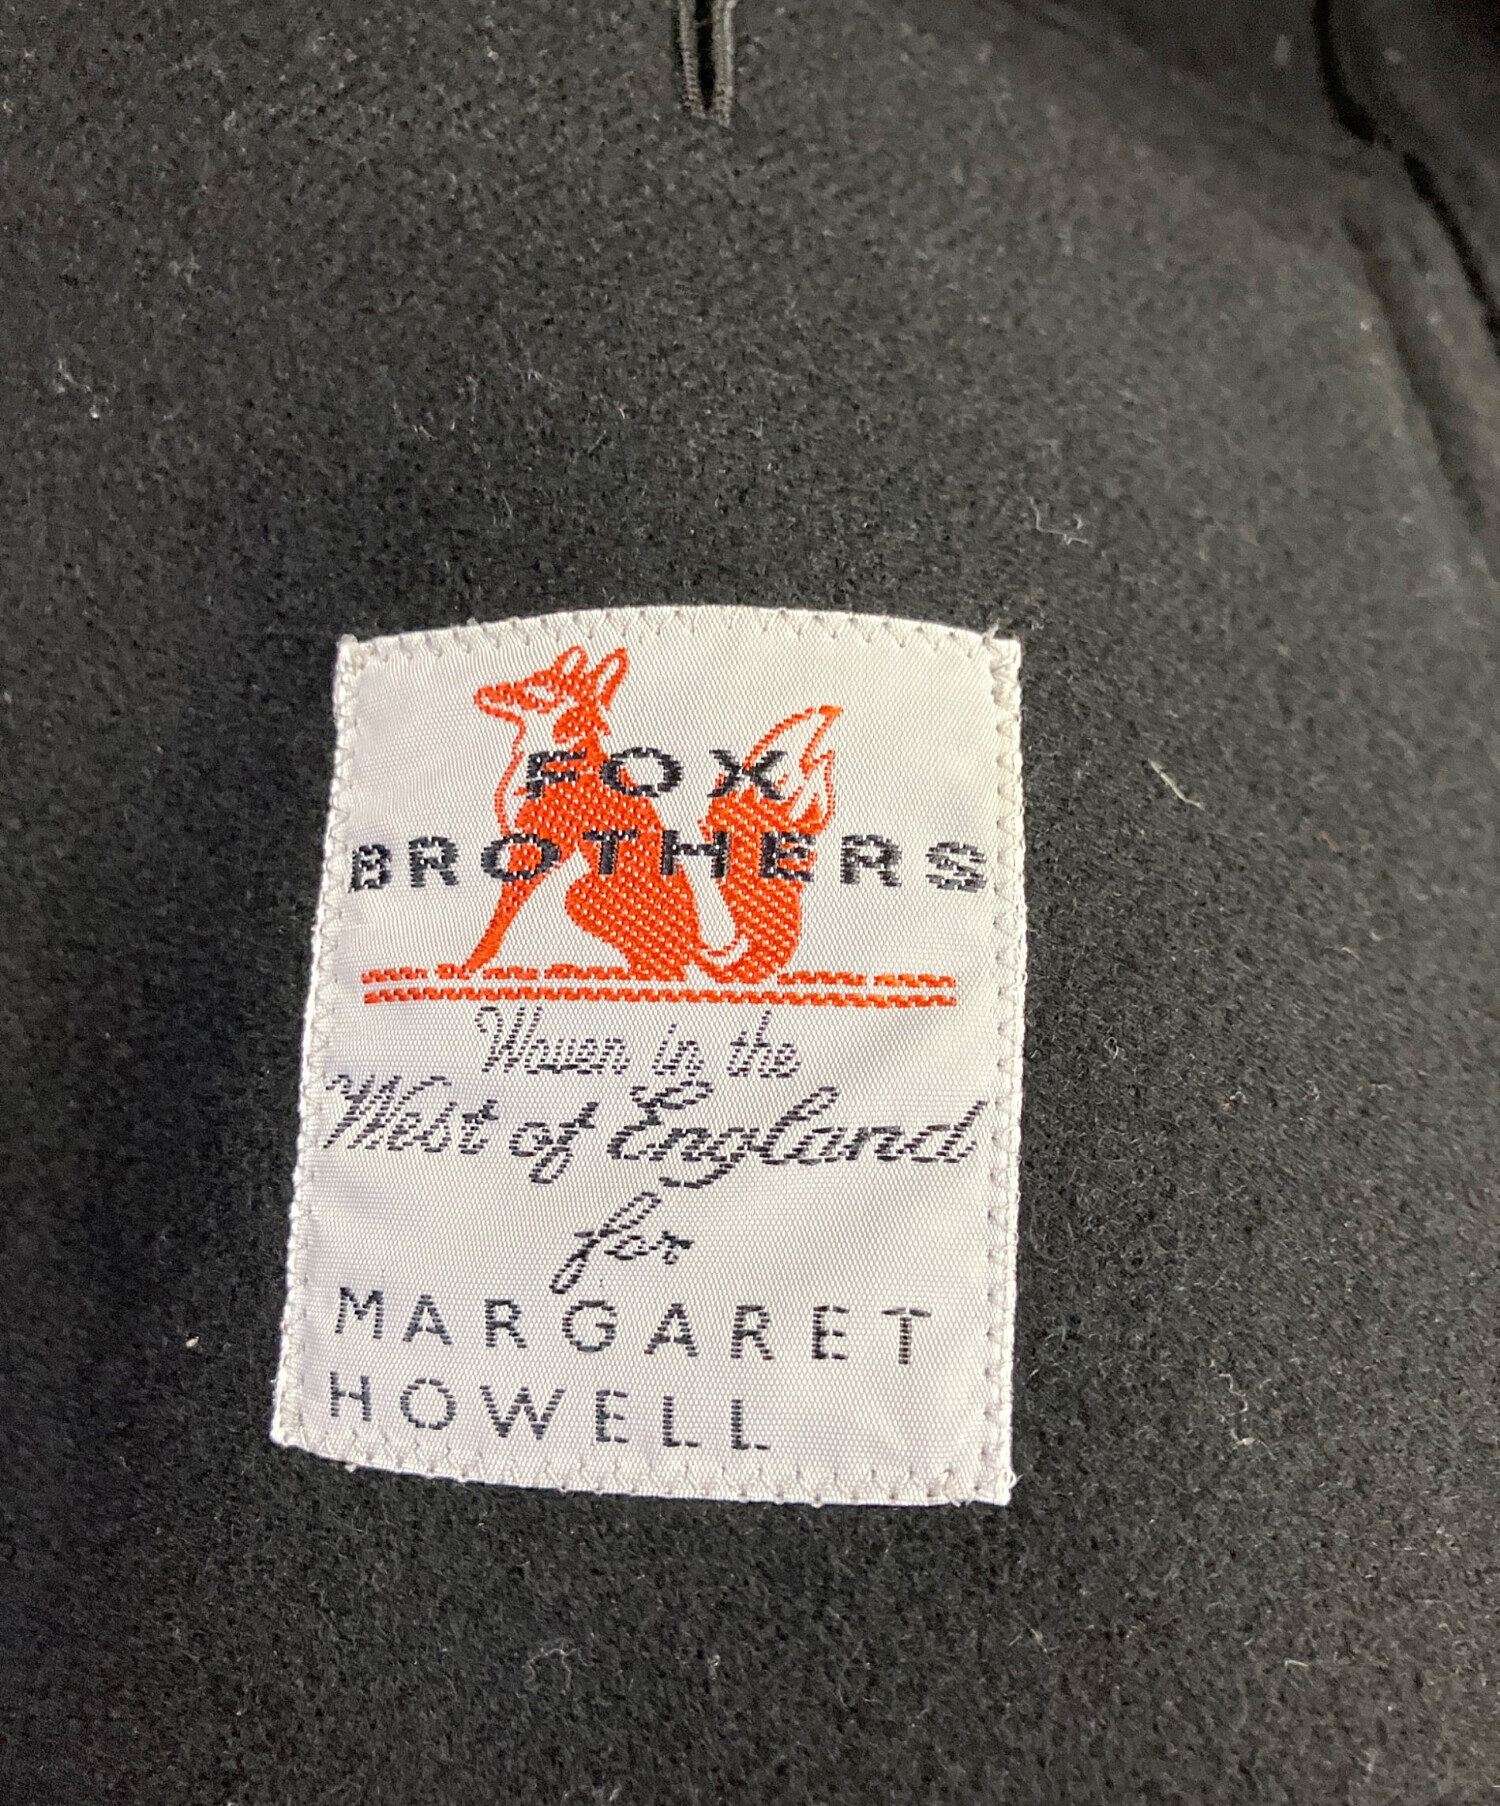 FOX
BROTHERS
Woven in the
West of England
for
MARGARET
HOWELL